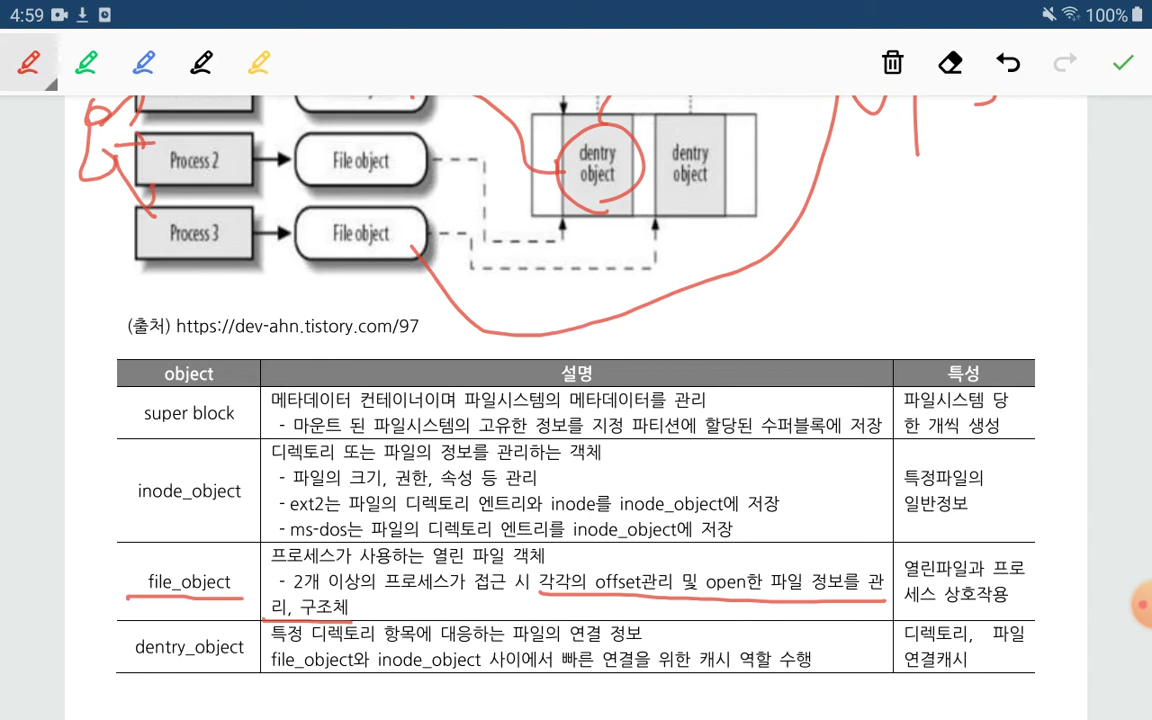 4:59
100%
Process 2
File object
dentry
object
dentry
object
Process 3
File object
(출처) https://dev-ahn.tistory.com/97
object 설명 특성
super block
메타데이터 컨테이너이며 파일시스템의 메타데이터를 관리
- 마운트 된 파일시스템의 고유한 정보를 지정 파티션에 할당된 수퍼블록에 저장
파일시스템 당
한 개씩 생성
inode_object
디렉토리 또는 파일의 정보를 관리하는 객체
- 파일의 크기, 권한, 속성 등 관리
- ext2는 파일의 디렉토리 엔트리와 inode를 inode_object에 저장
- ms-dos는 파일의 디렉토리 엔트리를 inode_object에 저장
특정파일의
일반정보
file_object
프로세스가 사용하는 열린 파일 객체
- 2개 이상의 프로세스가 접근 시 각각의 offset관리 및 open한 파일 정보를 관
리, 구조체
열린파일과 프로
세스 상호작용
dentry_object
특정 디렉토리 항목에 대응하는 파일의 연결 정보
file_object와 inode_object 사이에서 빠른 연결을 위한 캐시 역할 수행
디렉토리, 파일
연결캐시